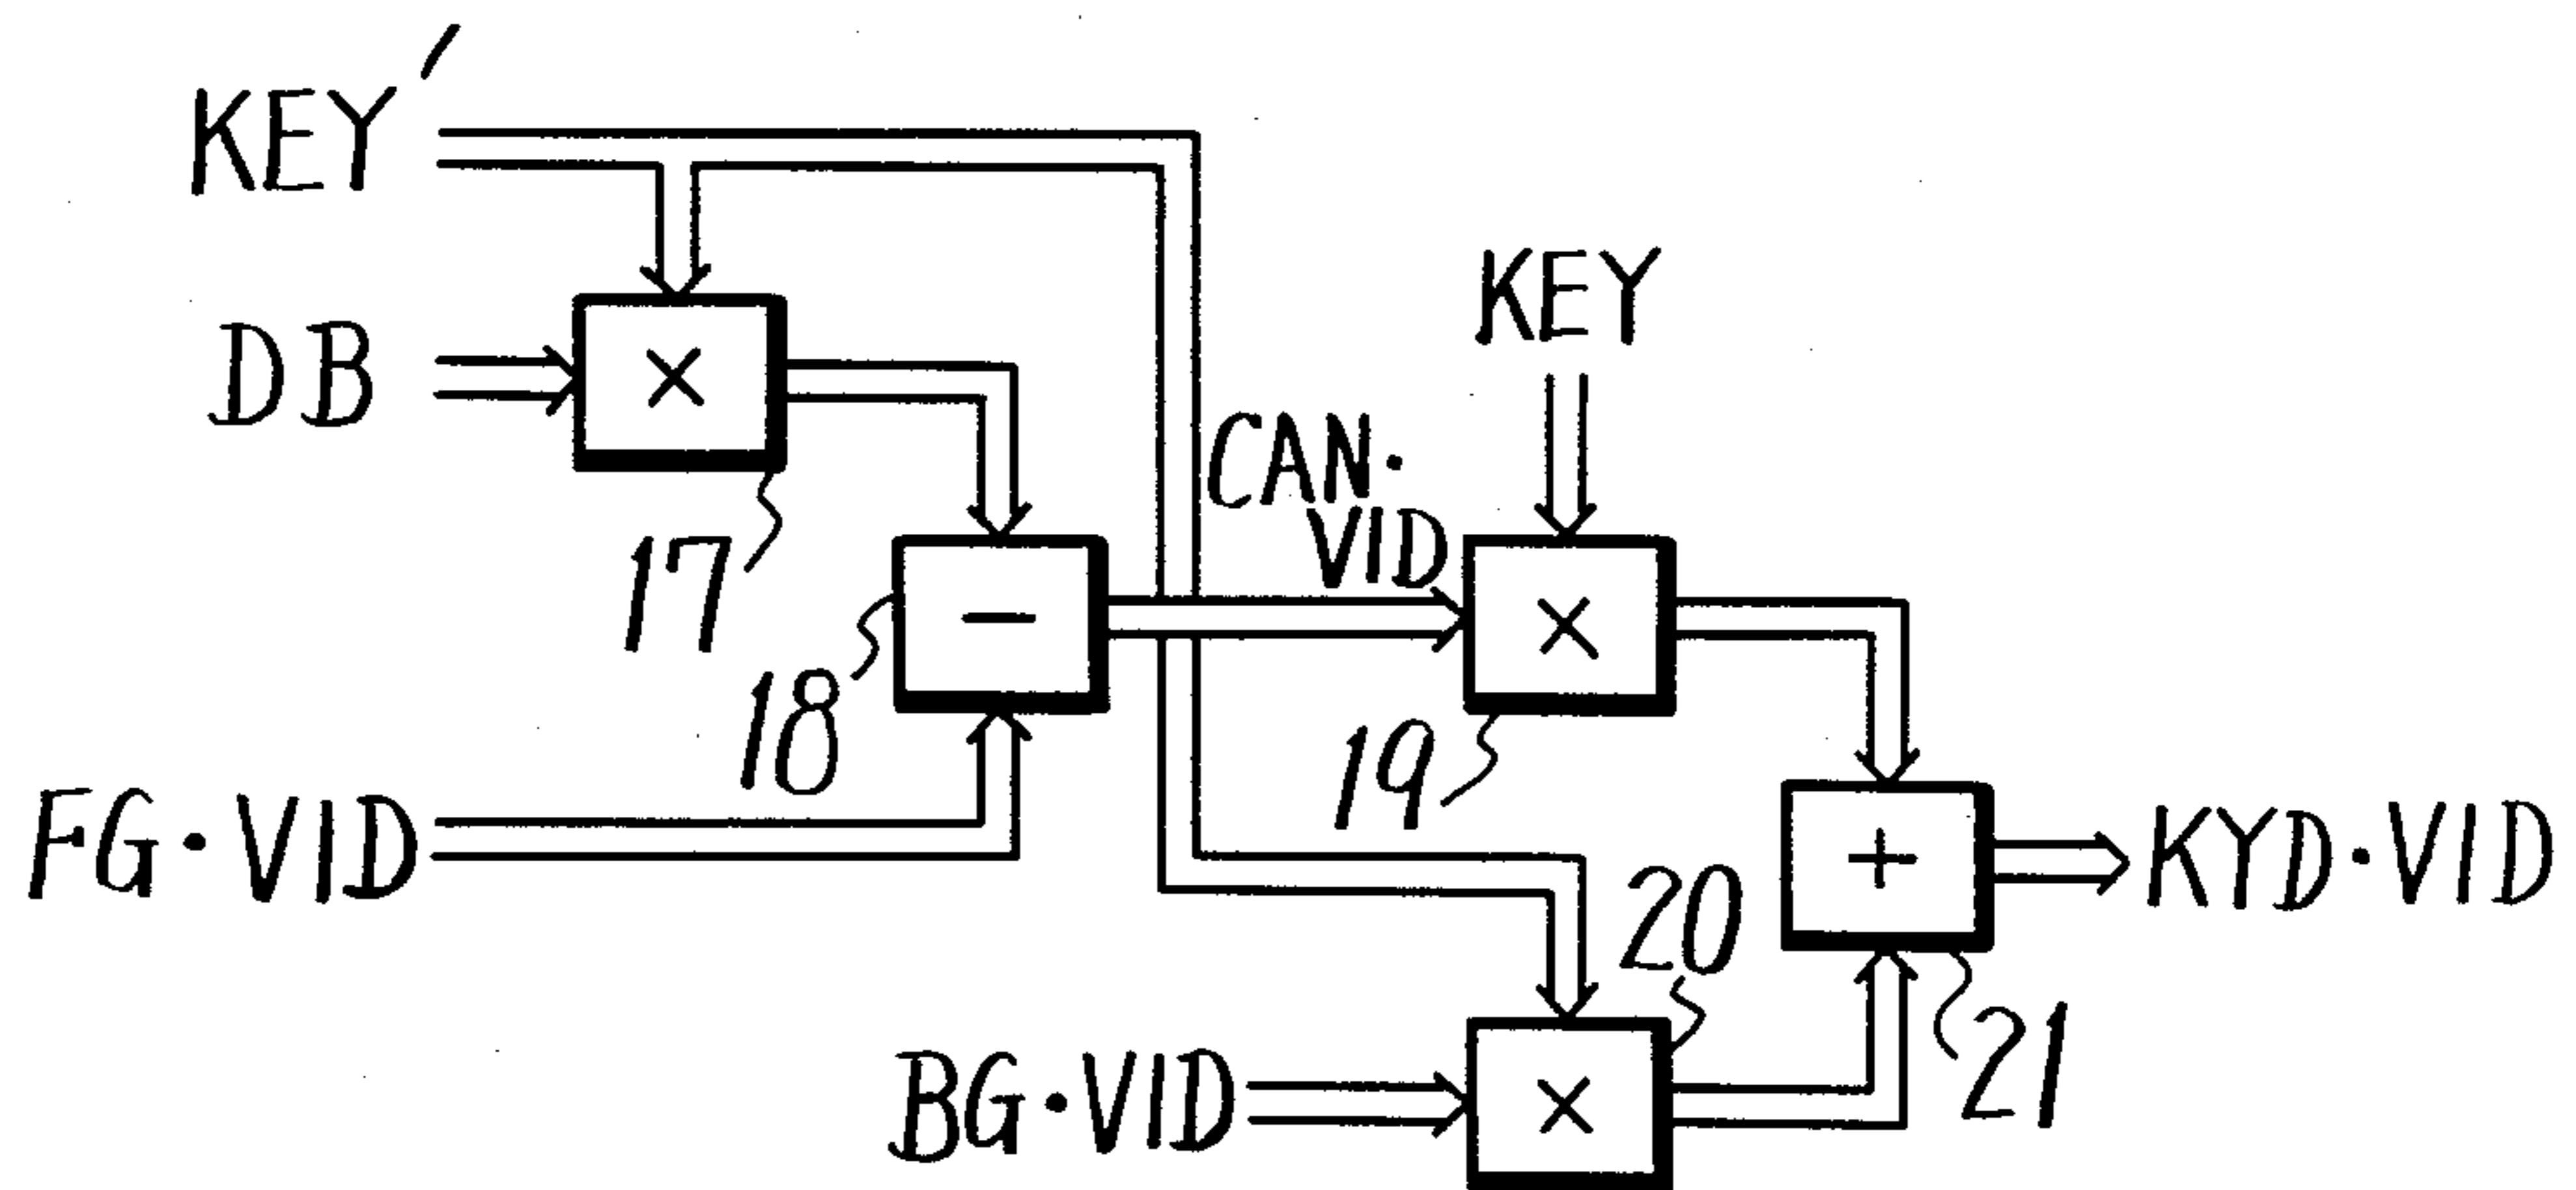 KEY'
KEY
DB
×
CAN·
VID
17
−
×
18
19
FG·VID
+
KYD·VID
20
BG·VID
×
21